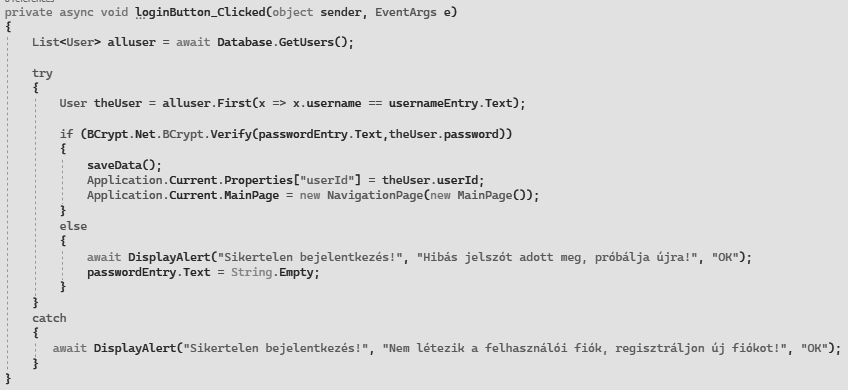 private async void loginButton_Clicked(object sender, EventArgs e)
{
List<User> alluser = await Database.GetUsers();
try
{
User theUser = alluser.First(x => x.username == usernameEntry.Text);
if (BCrypt.Net.BCrypt.Verify(passwordEntry.Text,theUser.password))
{
saveData();
Application.Current.Properties["userId"] = theUser.userId;
Application.Current.MainPage = new NavigationPage(new MainPage());
}
else
{
await DisplayAlert("Sikertelen bejelentkezés!", "Hibás jelszót adott meg, próbálja újra!", "OK");
passwordEntry.Text = String.Empty;
}
}
catch
{
await DisplayAlert("Sikertelen bejelentkezés!", "Nem létezik a felhasználói fiók, regisztráljon új fiókot!", "OK");
}
}